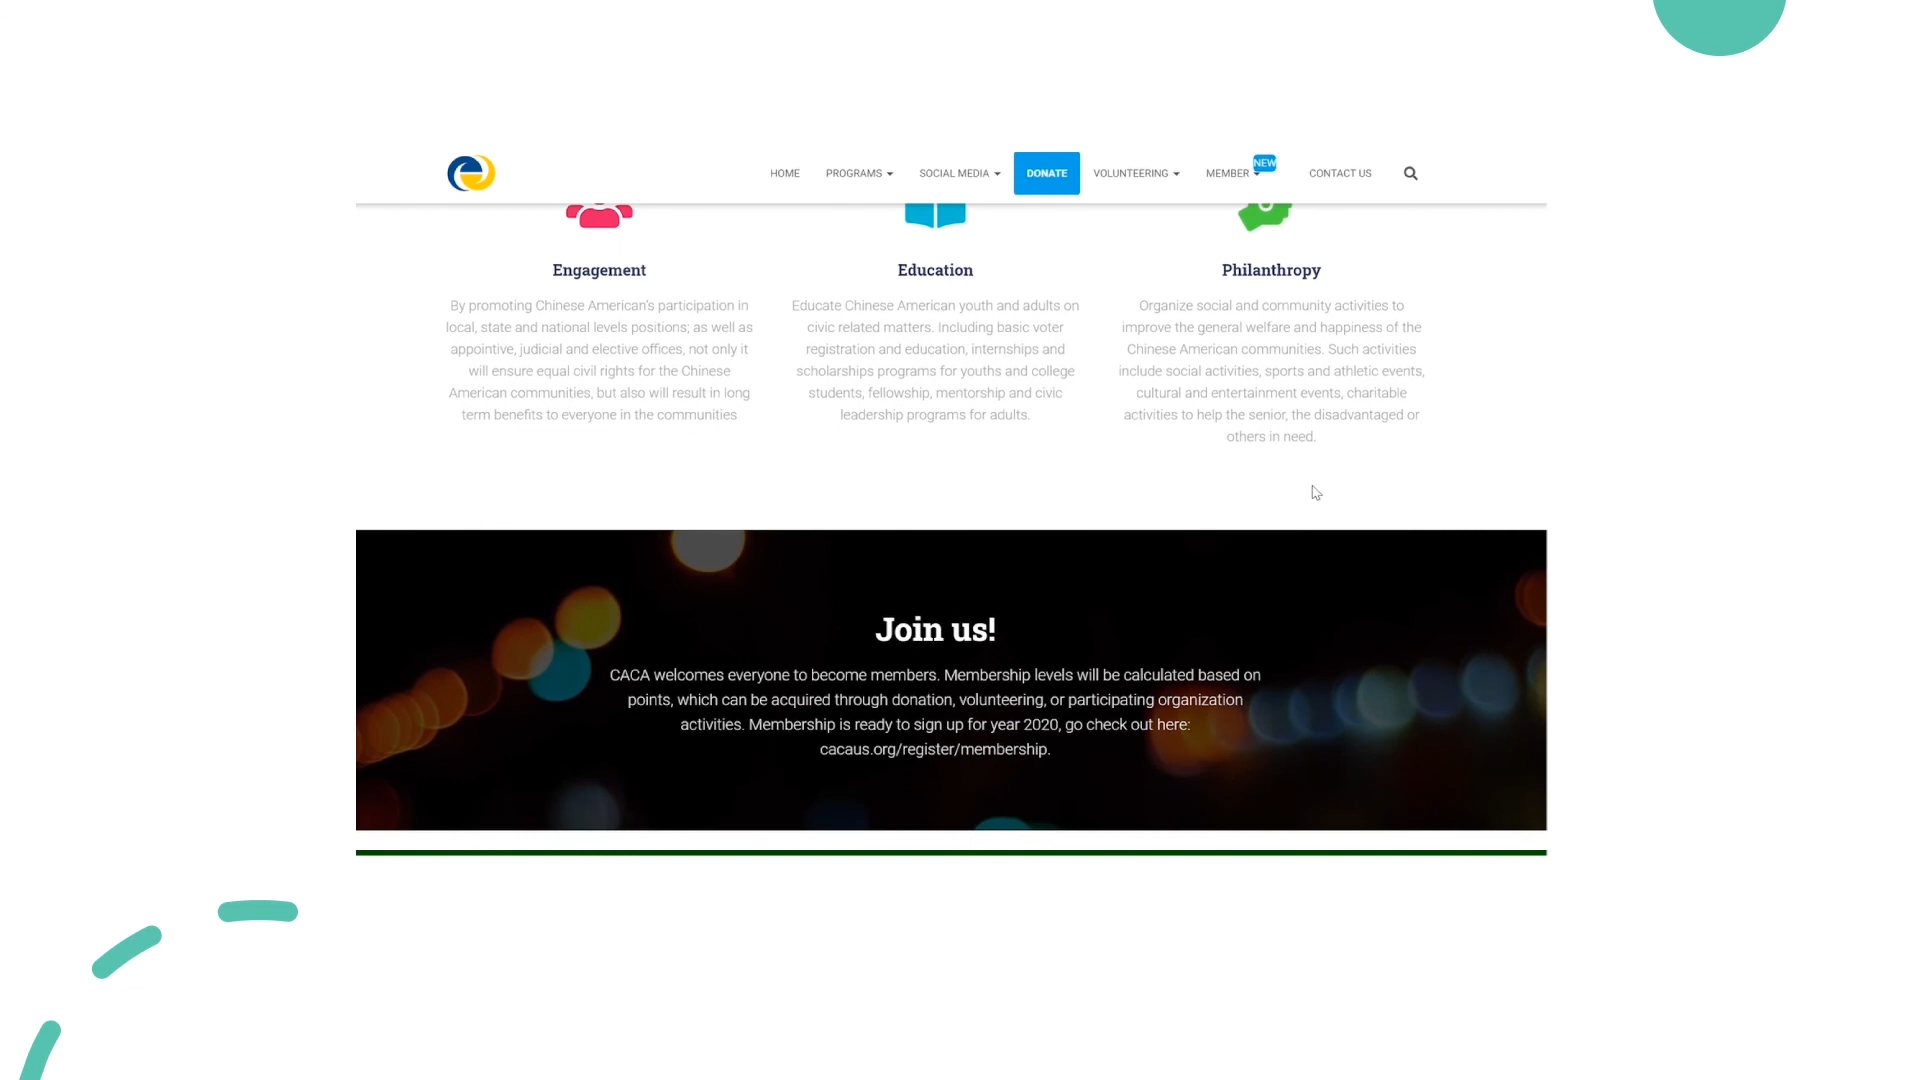 HOME PROGRAMS SOCIAL MEDIA DONATE VOLUNTEERING MEMBER NEW CONTACT US
Engagement
By promoting Chinese American's participation in
local, state and national levels positions; as well as
appointive, judicial and elective offices, not only it
will ensure equal civil rights for the Chinese
American communities, but also will result in long
term benefits to everyone in the communities
Education
Educate Chinese American youth and adults on
civic related matters. Including basic voter
registration and education, internships and
scholarships programs for youths and college
students, fellowship, mentorship and civic
leadership programs for adults.
Philanthropy
Organize social and community activities to
improve the general welfare and happiness of the
Chinese American communities. Such activities
include social activities, sports and athletic events,
cultural and entertainment events, charitable
activities to help the senior, the disadvantaged or
others in need.
Join us!
CACA welcomes everyone to become members. Membership levels will be calculated based on
points, which can be acquired through donation, volunteering, or participating organization
activities. Membership is ready to sign up for year 2020, go check out here:
cacaus.org/register/membership.